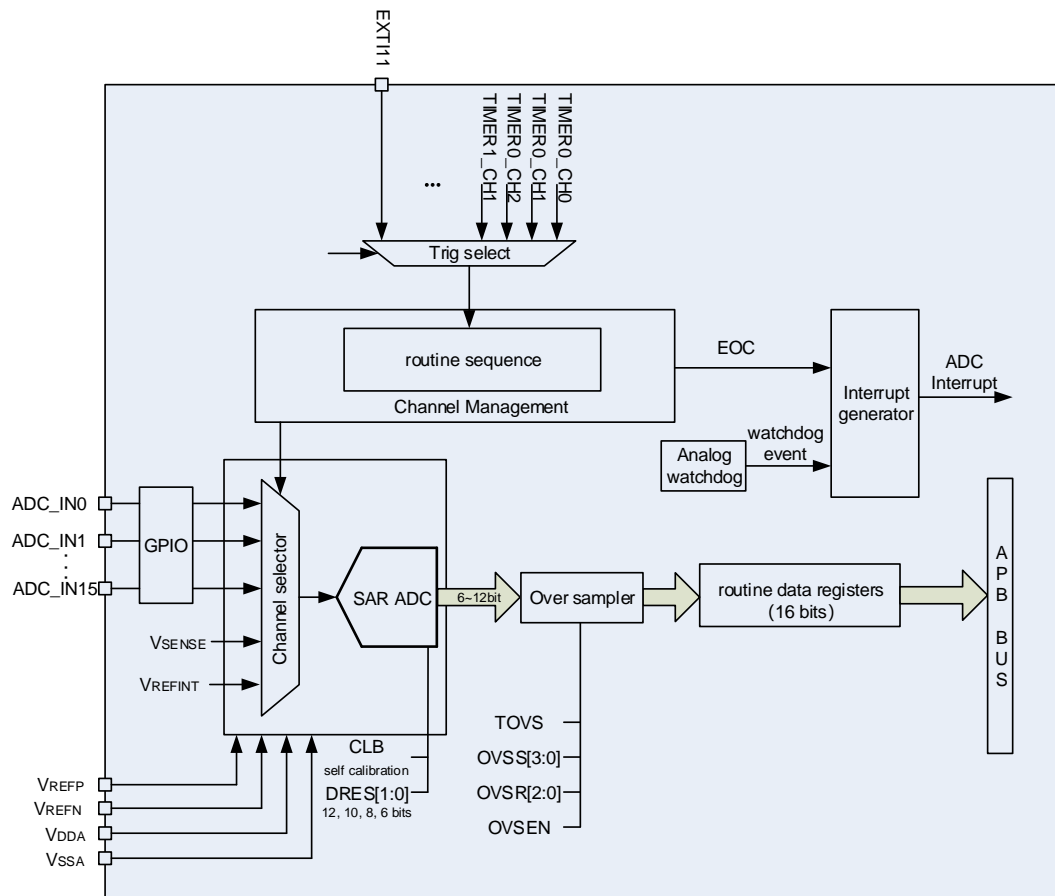 EXTI11
TIMER1_CH1
TIMER0_CH2
TIMER0_CH1
TIMER0_CH0
...
Trig select
routine sequence
Channel Management
EOC
Interrupt
generator
ADC
Interrupt
Analog
watchdog
watchdog
event
ADC_IN0
ADC_IN1
ADC_IN15
GPIO
VSENSE
VREFINT
Channel selector
SAR ADC
6~12bit
Over sampler
routine data registers
(16 bits)
APB BUS
CLB
self calibration
DRES[1:0]
12, 10, 8, 6 bits
TOVS
OVSS[3:0]
OVSR[2:0]
OVSEN
VREFP
VREFN
VDDA
VSSA